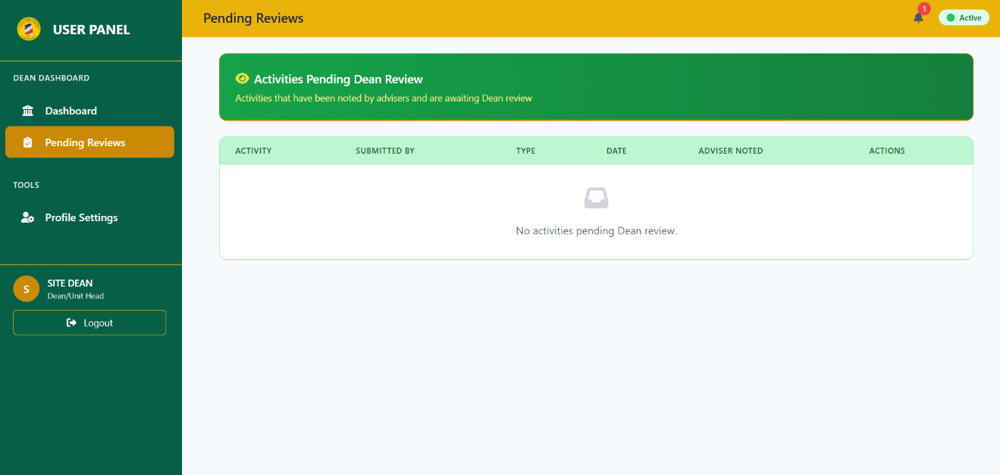 USER PANEL
DEAN DASHBOARD
Dashboard
Pending Reviews
TOOLS
Profile Settings
S
SITE DEAN
Dean/Unit Head
Logout
Pending Reviews
1
Active
Activities Pending Dean Review
Activities that have been noted by advisers and are awaiting Dean review
ACTIVITY SUBMITTED BY TYPE DATE ADVISER NOTED ACTIONS
No activities pending Dean review.